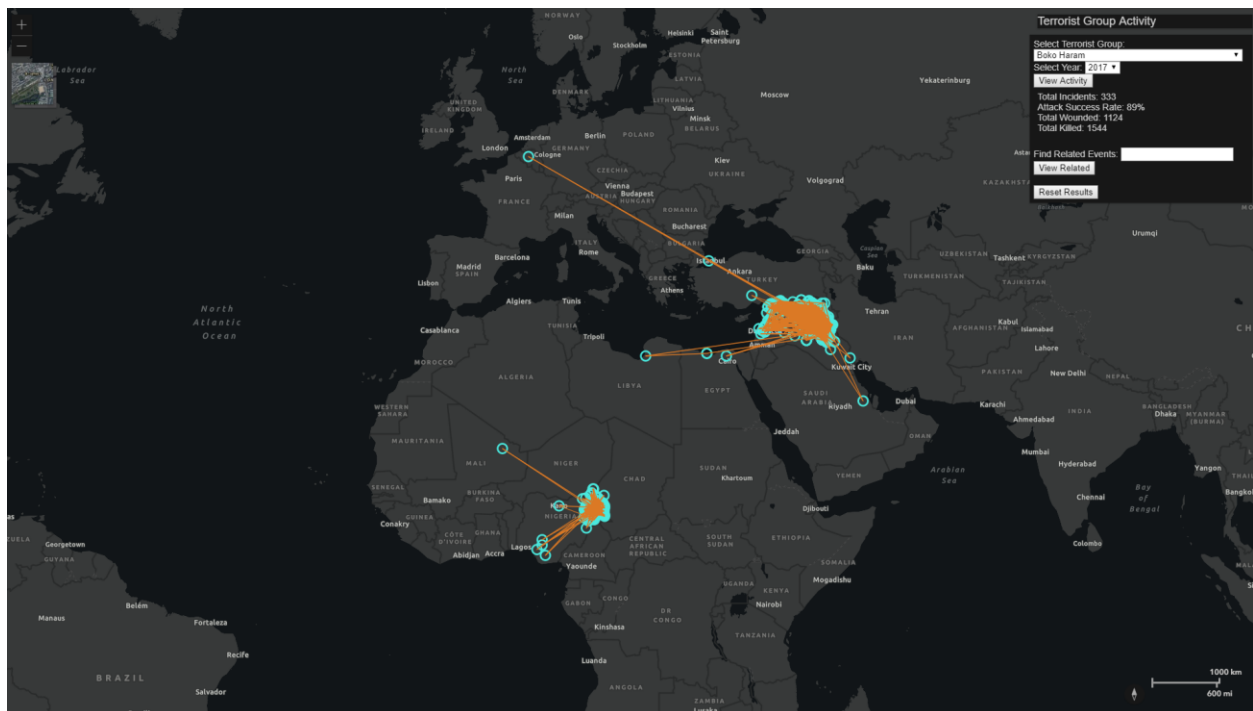 Terrorist Group Activity
Select Terrorist Group:
Boko Haram
Select Year: 2017
View Activity
Total Incidents: 333
Attack Success Rate: 89%
Total Wounded: 1124
Total Killed: 1544
Find Related Events:
View Related
Reset Results
+
−
Labrador Sea
NORWAY
Oslo
Stockholm
Helsinki
Saint Petersburg
ESTONIA
LATVIA
LITHUANIA
Vilnius
Minsk
BELARUS
Moscow
Yekaterinburg
North Sea
DENMARK
UNITED KINGDOM
IRELAND
London
Amsterdam
Berlin
POLAND
Cologne
GERMANY
Paris
FRANCE
CZECHIA
Vienna
AUSTRIA
Budapest
HUNGARY
Kiev
UKRAINE
Volgograd
KAZAKHSTAN
Milan
ROMANIA
Bucharest
BULGARIA
ITALY
Rome
Barcelona
Madrid
SPAIN
Lisbon
Istanbul
Ankara
TURKEY
GREECE
Athens
GEORGIA
Caspian Sea
Baku
UZBEKISTAN
Tashkent
KYRGYZSTAN
TURKMENISTAN
TAJIKISTAN
Urumqi
North Atlantic Ocean
Algiers
Tunis
TUNISIA
Tripoli
Casablanca
MOROCCO
ALGERIA
LIBYA
Cairo
EGYPT
Amman
Tehran
IRAN
Kuwait City
AFGHANISTAN
Kabul
Islamabad
Lahore
PAKISTAN
New Delhi
NEPAL
SAUDI ARABIA
Riyadh
Dubai
OMAN
Jeddah
YEMEN
Karachi
Ahmedabad
INDIA
BANGLADESH
Dhaka
MYANMAR (BURMA)
Mumbai
Hyderabad
Yangon
Chennai
Bay of Bengal
Arabian Sea
Colombo
WESTERN SAHARA
MAURITANIA
MALI
NIGER
CHAD
SUDAN
Khartoum
SENEGAL
Bamako
BURKINA FASO
Kano
NIGERIA
GUINEA
Conakry
CÔTE D'IVOIRE
GHANA
Abidjan
Accra
Lagos
CAMEROON
Yaounde
CENTRAL AFRICAN REPUBLIC
SOUTH SUDAN
ETHIOPIA
Djibouti
SOMALIA
Mogadishu
UGANDA
KENYA
Nairobi
GABON
CONGO
DR CONGO
Kinshasa
TANZANIA
Luanda
ANGOLA
ZAMBIA
Lusaka
Georgetown
GUYANA
Manaus
Belém
Fortaleza
Recife
BRAZIL
Salvador
1000 km
600 mi